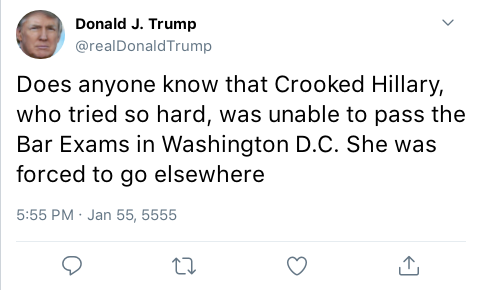 Donald J. Trump
@realDonaldTrump
Does anyone know that Crooked Hillary,
who tried so hard, was unable to pass the
Bar Exams in Washington D.C. She was
forced to go elsewhere
5:55 PM · Jan 55, 5555